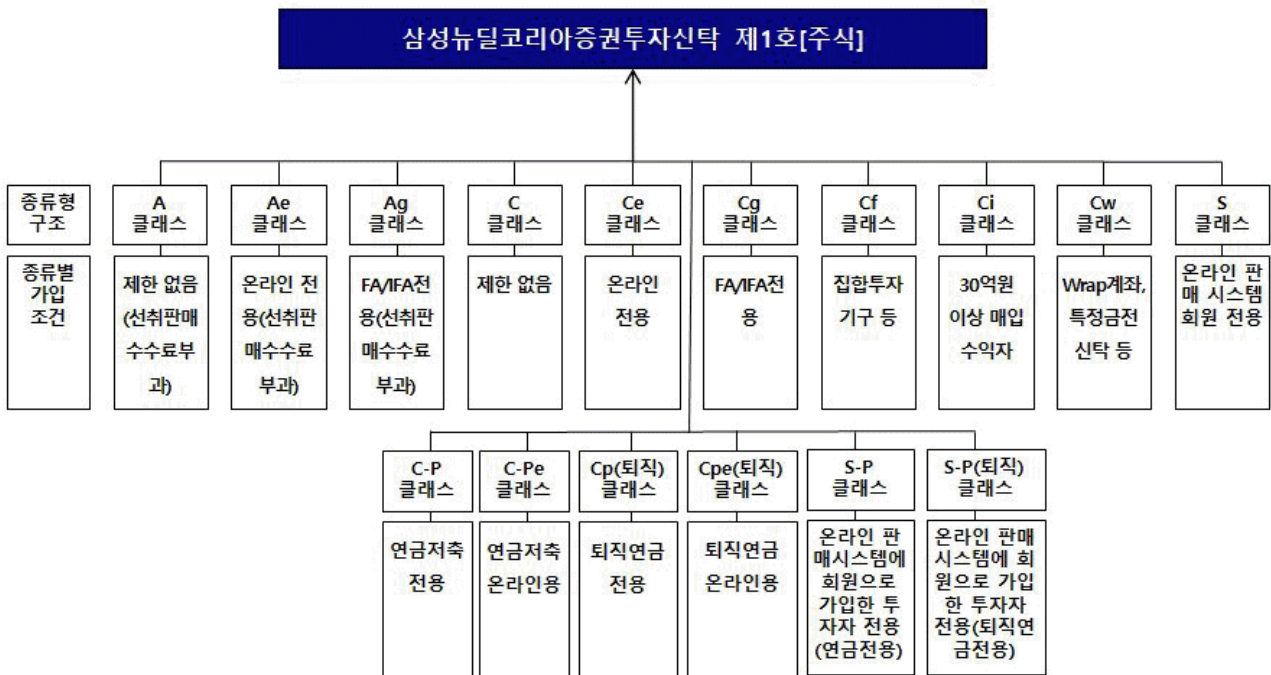 삼성뉴딜코리아증권투자신탁 제1호[주식]
종류형
구조
A
클래스
Ae
클래스
Ag
클래스
C
클래스
Ce
클래스
Cg
클래스
Cf
클래스
Ci
클래스
Cw
클래스
S
클래스
종류별
가입
조건
제한 없음
(선취판매
수수료부
과)
온라인 전
용(선취판
매수수료
부과)
FA/IFA전
용(선취판
매수수료
부과)
제한 없음
온라인
전용
FA/IFA전
용
집합투자
기구 등
30억원
이상 매입
수익자
Wrap계좌,
특정금전
신탁 등
온라인 판
매 시스템
회원 전용
C-P
클래스
C-Pe
클래스
Cp(퇴직)
클래스
Cpe(퇴직)
클래스
S-P
클래스
S-P(퇴직)
클래스
연금저축
전용
연금저축
온라인용
퇴직연금
전용
퇴직연금
온라인용
온라인 판
매시스템에
회원으로
가입한 투
자자 전용
(연금전용)
온라인 판매
시스템에 회
원으로 가입
한 투자자
전용(퇴직연
금전용)